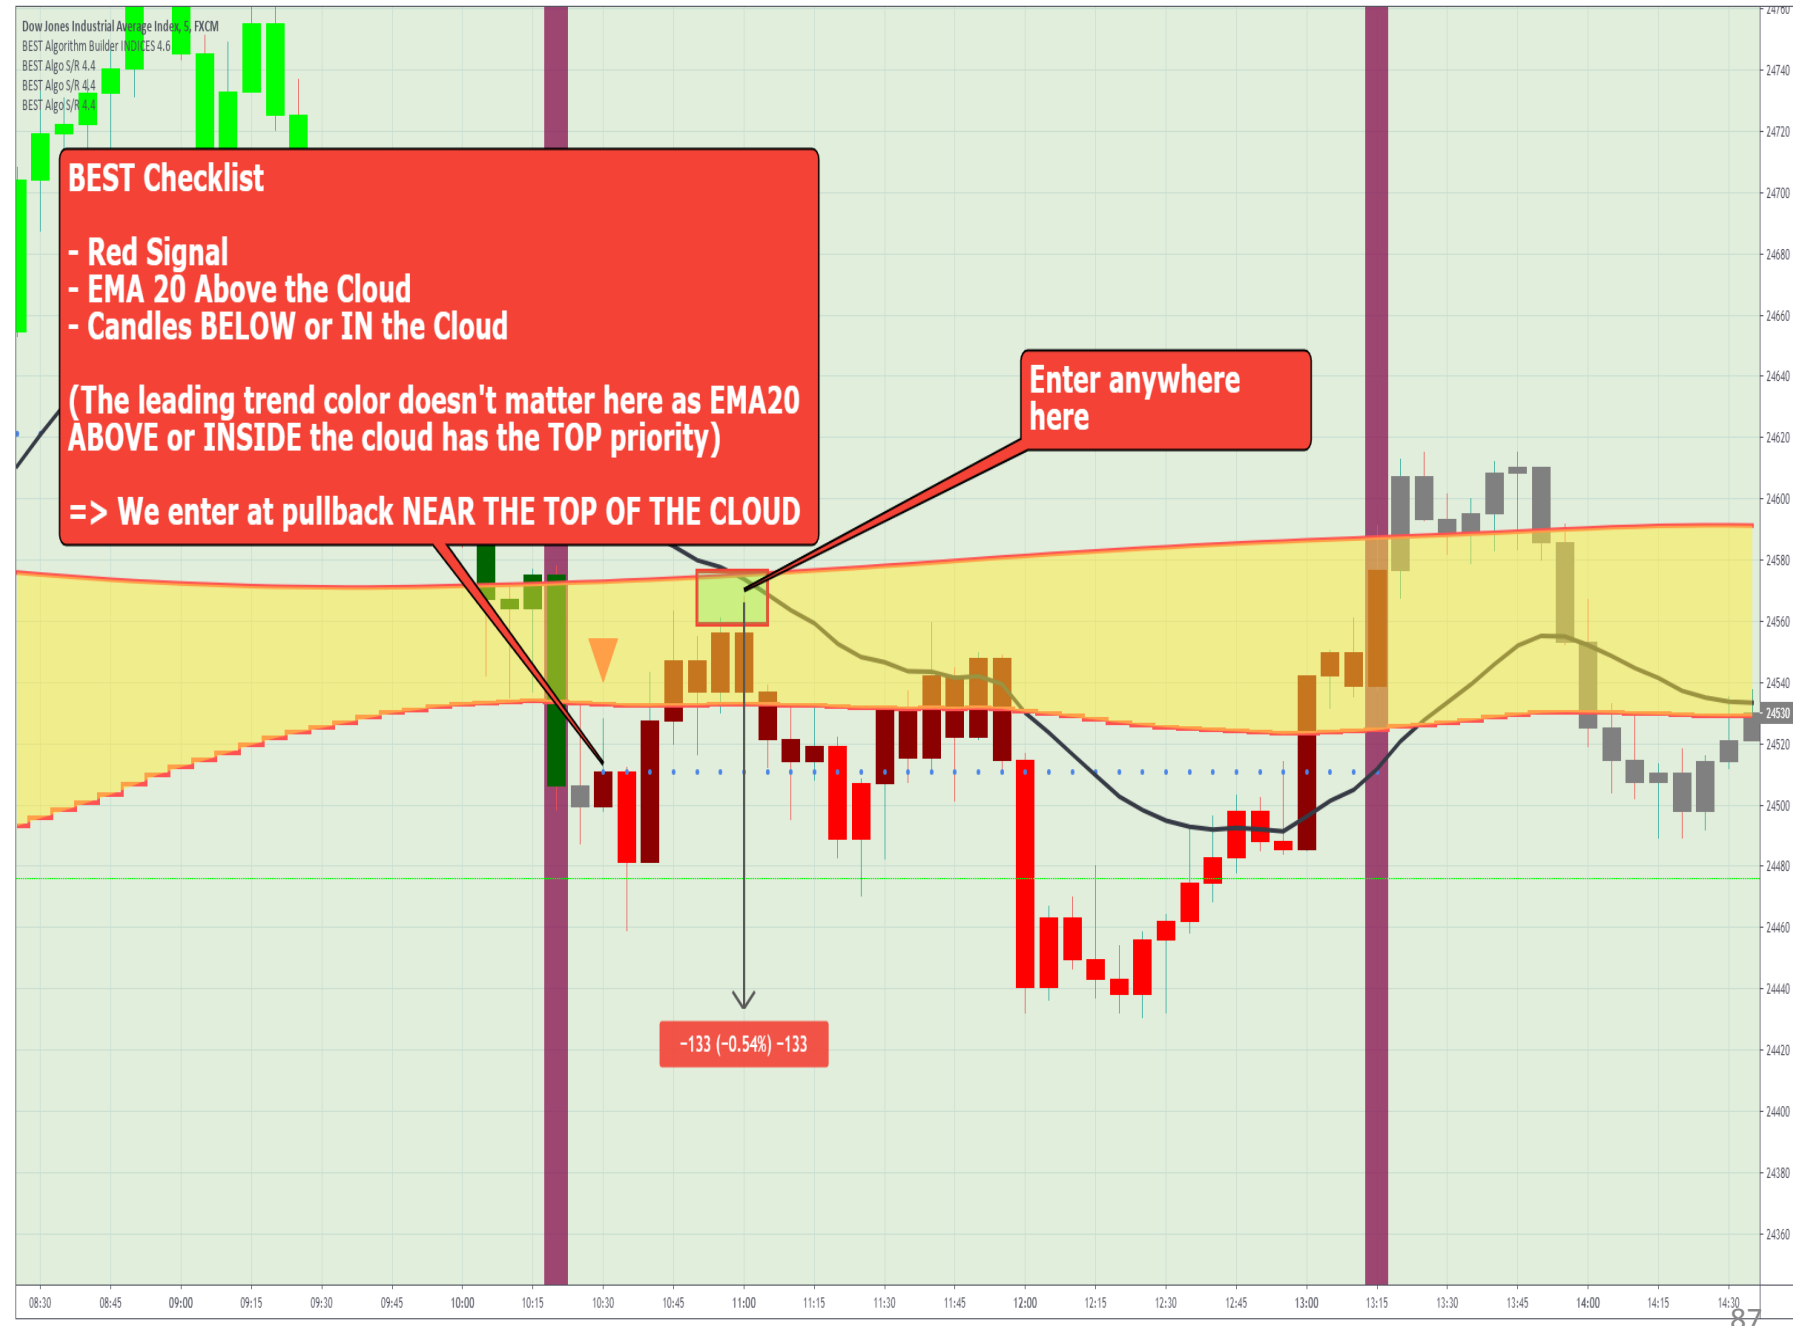 Dow Jones Industrial Average Index, 5, FXCM
BEST Algorithm Builder INDICES 4.6
BEST Algo S/R 4.4
BEST Algo S/R 4.4
BEST Algo S/R 4.4
BEST Checklist
- Red Signal
- EMA 20 Above the Cloud
- Candles BELOW or IN the Cloud
(The leading trend color doesn't matter here as EMA20
ABOVE or INSIDE the cloud has the TOP priority)
=> We enter at pullback NEAR THE TOP OF THE CLOUD
Enter anywhere
here
−133 (−0.54%) −133
24760
24740
24720
24700
24680
24660
24640
24620
24600
24580
24560
24540
24530
24520
24500
24480
24460
24440
24420
24400
24380
24360
08:30 08:45 09:00 09:15 09:30 09:45 10:00 10:15 10:30 10:45 11:00 11:15 11:30 11:45 12:00 12:15 12:30 12:45 13:00 13:15 13:30 13:45 14:00 14:15 14:30
87